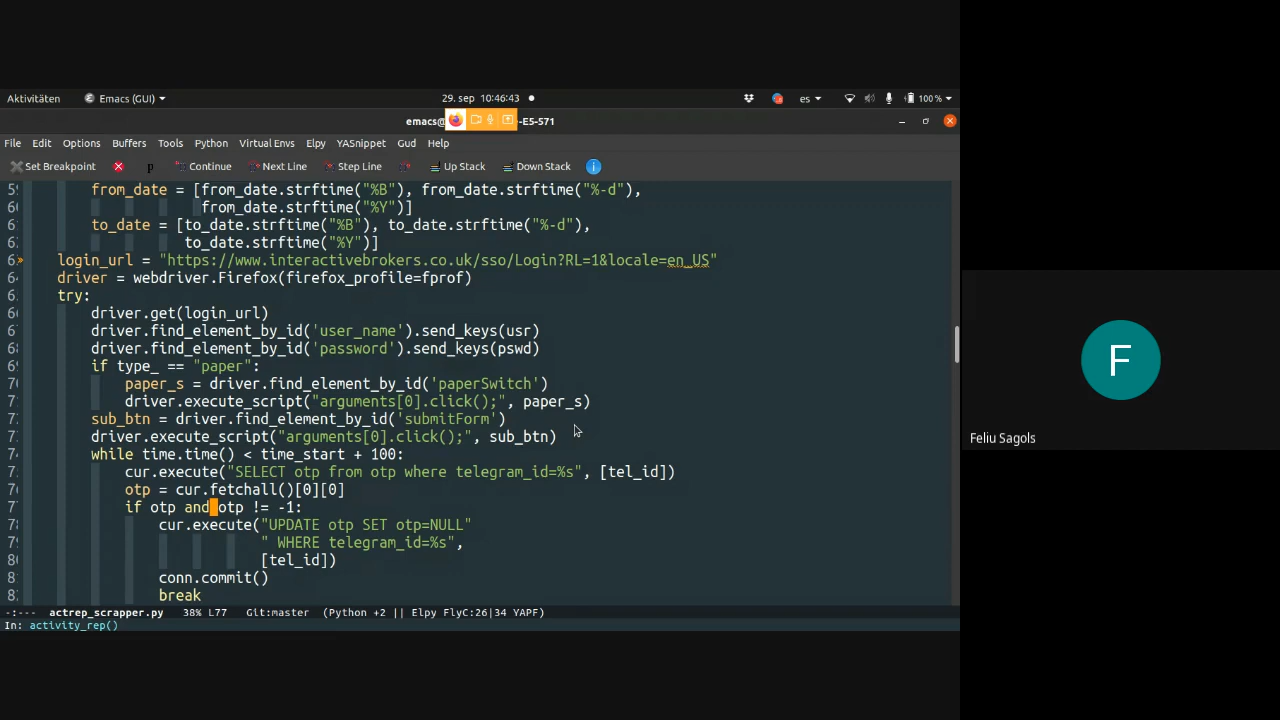 Aktivitäten Emacs (GUI) 29. sep 10:46:43 es 100 %
emacs@ -E5-571
File Edit Options Buffers Tools Python Virtual Envs Elpy YASnippet Gud Help
Set Breakpoint p Continue Next Line Step Line Up Stack Down Stack
from_date = [from_date.strftime("%B"), from_date.strftime("%-d"),
from_date.strftime("%Y")]
to_date = [to_date.strftime("%B"), to_date.strftime("%-d"),
to_date.strftime("%Y")]
login_url = "https://www.interactivebrokers.co.uk/sso/Login?RL=1&locale=en_US"
driver = webdriver.Firefox(firefox_profile=fprof)
try:
driver.get(login_url)
driver.find_element_by_id('user_name').send_keys(usr)
driver.find_element_by_id('password').send_keys(pswd)
if type_ == "paper":
paper_s = driver.find_element_by_id('paperSwitch')
driver.execute_script("arguments[0].click();", paper_s)
sub_btn = driver.find_element_by_id('submitForm')
driver.execute_script("arguments[0].click();", sub_btn)
while time.time() < time_start + 100:
cur.execute("SELECT otp from otp where telegram_id=%s", [tel_id])
otp = cur.fetchall()[0][0]
if otp and otp != -1:
78 cur.execute("UPDATE otp SET otp=NULL"
79 " WHERE telegram_id=%s",
80 [tel_id])
conn.commit()
break
-:--- actrep_scrapper.py 38% L77 Git:master (Python +2 || Elpy FlyC:26|34 YAPF)
In: activity_rep()
F
Feliu Sagols